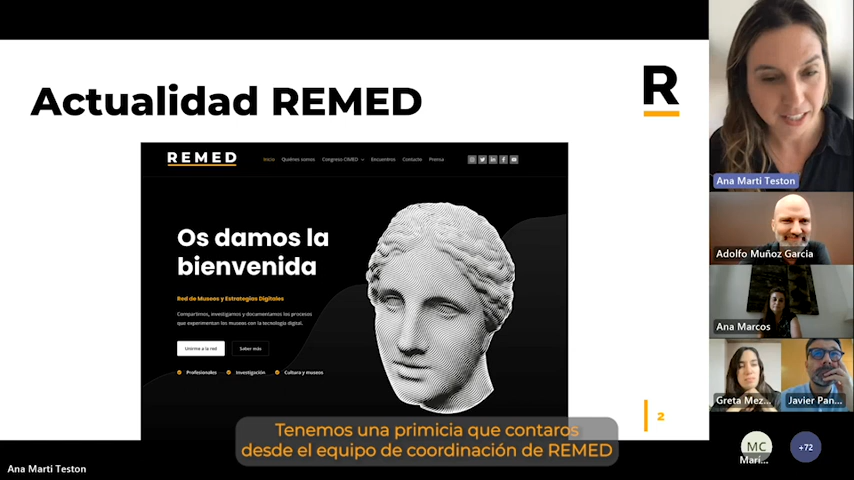 Actualidad REMED
R
REMED
Inicio Quiénes somos Congreso CIMED Encuentros Contacto Prensa
Os damos la
bienvenida
Red de Museos y Estrategias Digitales
Compartimos, investigamos y documentamos los procesos
que experimentan los museos con la tecnología digital.
Unirme a la red Saber más
Profesionales Investigación Cultura y museos
2
Tenemos una primicia que contaros
desde el equipo de coordinación de REMED
Ana Marti Teston
Ana Marti Teston
Adolfo Muñoz Garcia
Ana Marcos
Greta Mez... Javier Pan...
MC +72
Marí...